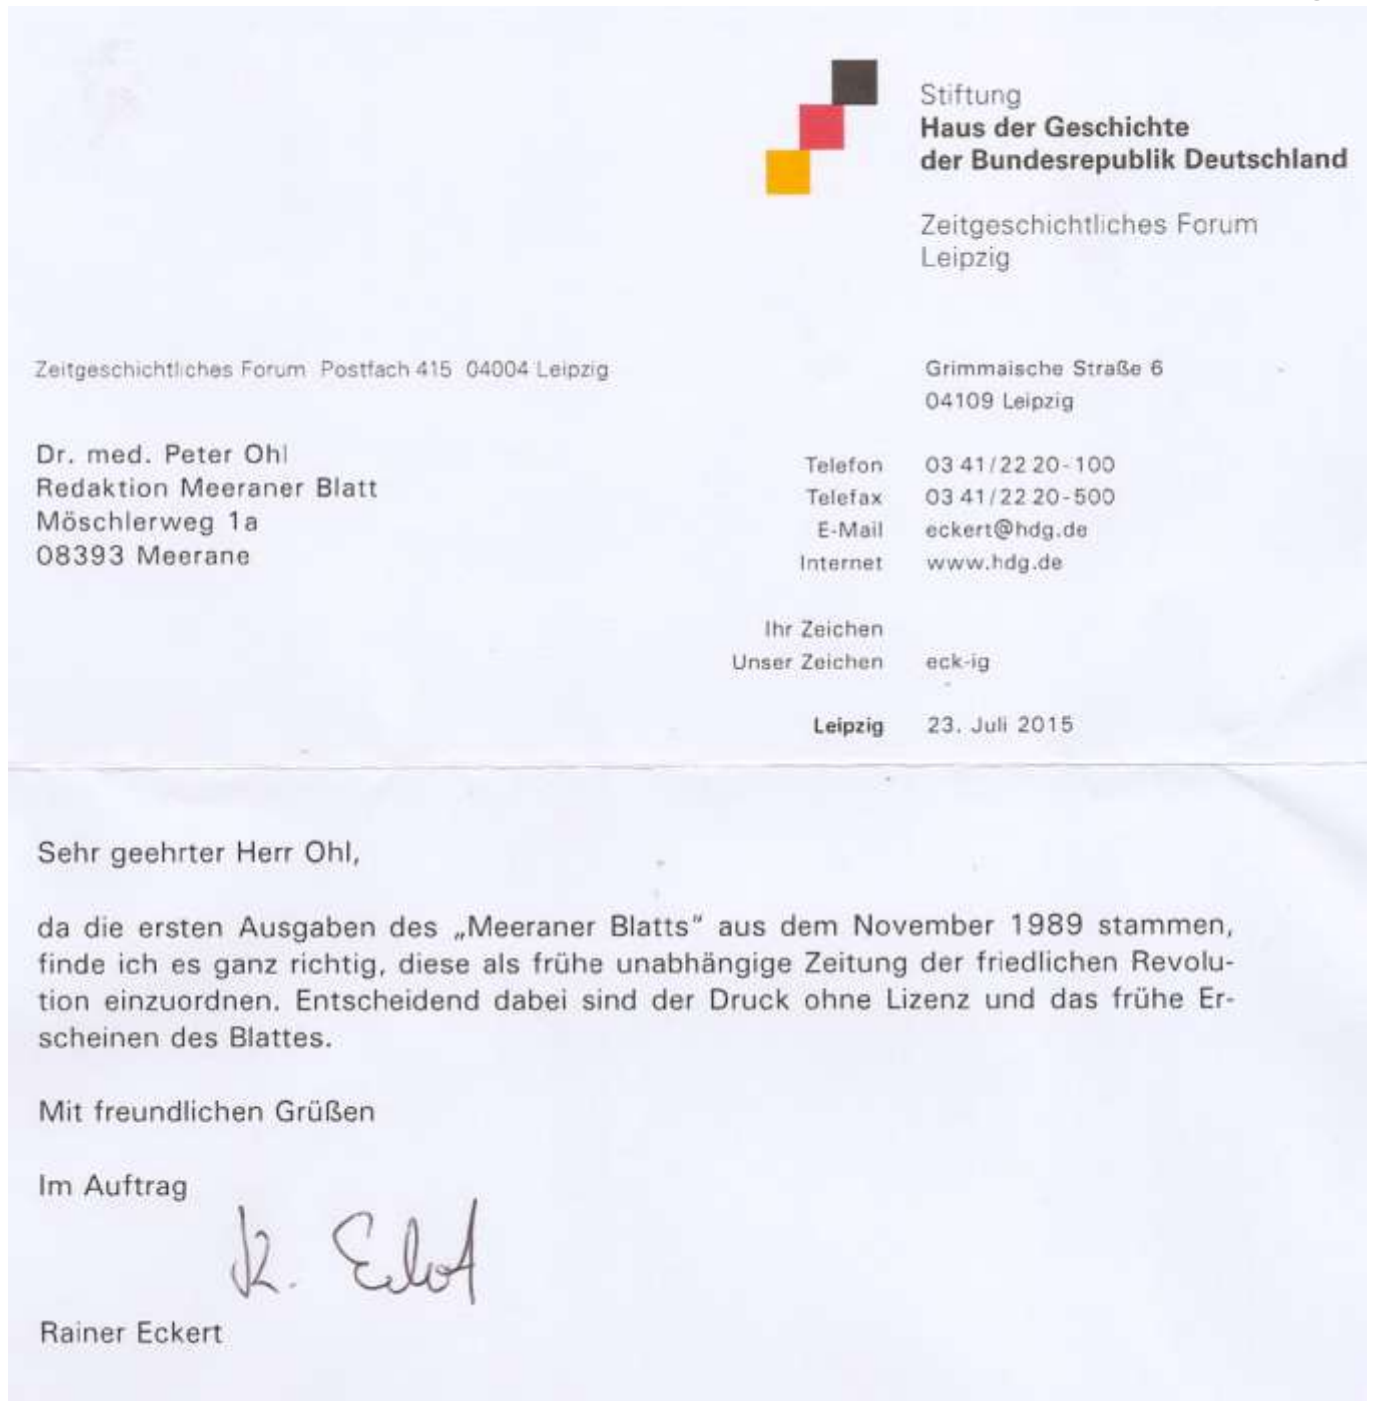 Stiftung
Haus der Geschichte
der Bundesrepublik Deutschland
Zeitgeschichtliches Forum
Leipzig
Zeitgeschichtliches Forum Postfach 415 04004 Leipzig
Grimmaische Straße 6
04109 Leipzig
Dr. med. Peter Ohl
Redaktion Meeraner Blatt
Möschlerweg 1a
08393 Meerane
Telefon 03 41/22 20-100
Telefax 03 41/22 20-500
E-Mail eckert@hdg.de
Internet www.hdg.de
Ihr Zeichen
Unser Zeichen eck-ig
Leipzig 23. Juli 2015
Sehr geehrter Herr Ohl,
da die ersten Ausgaben des „Meeraner Blatts" aus dem November 1989 stammen,
finde ich es ganz richtig, diese als frühe unabhängige Zeitung der friedlichen Revolu-
tion einzuordnen. Entscheidend dabei sind der Druck ohne Lizenz und das frühe Er-
scheinen des Blattes.
Mit freundlichen Grüßen
Im Auftrag
R. Eckert
Rainer Eckert